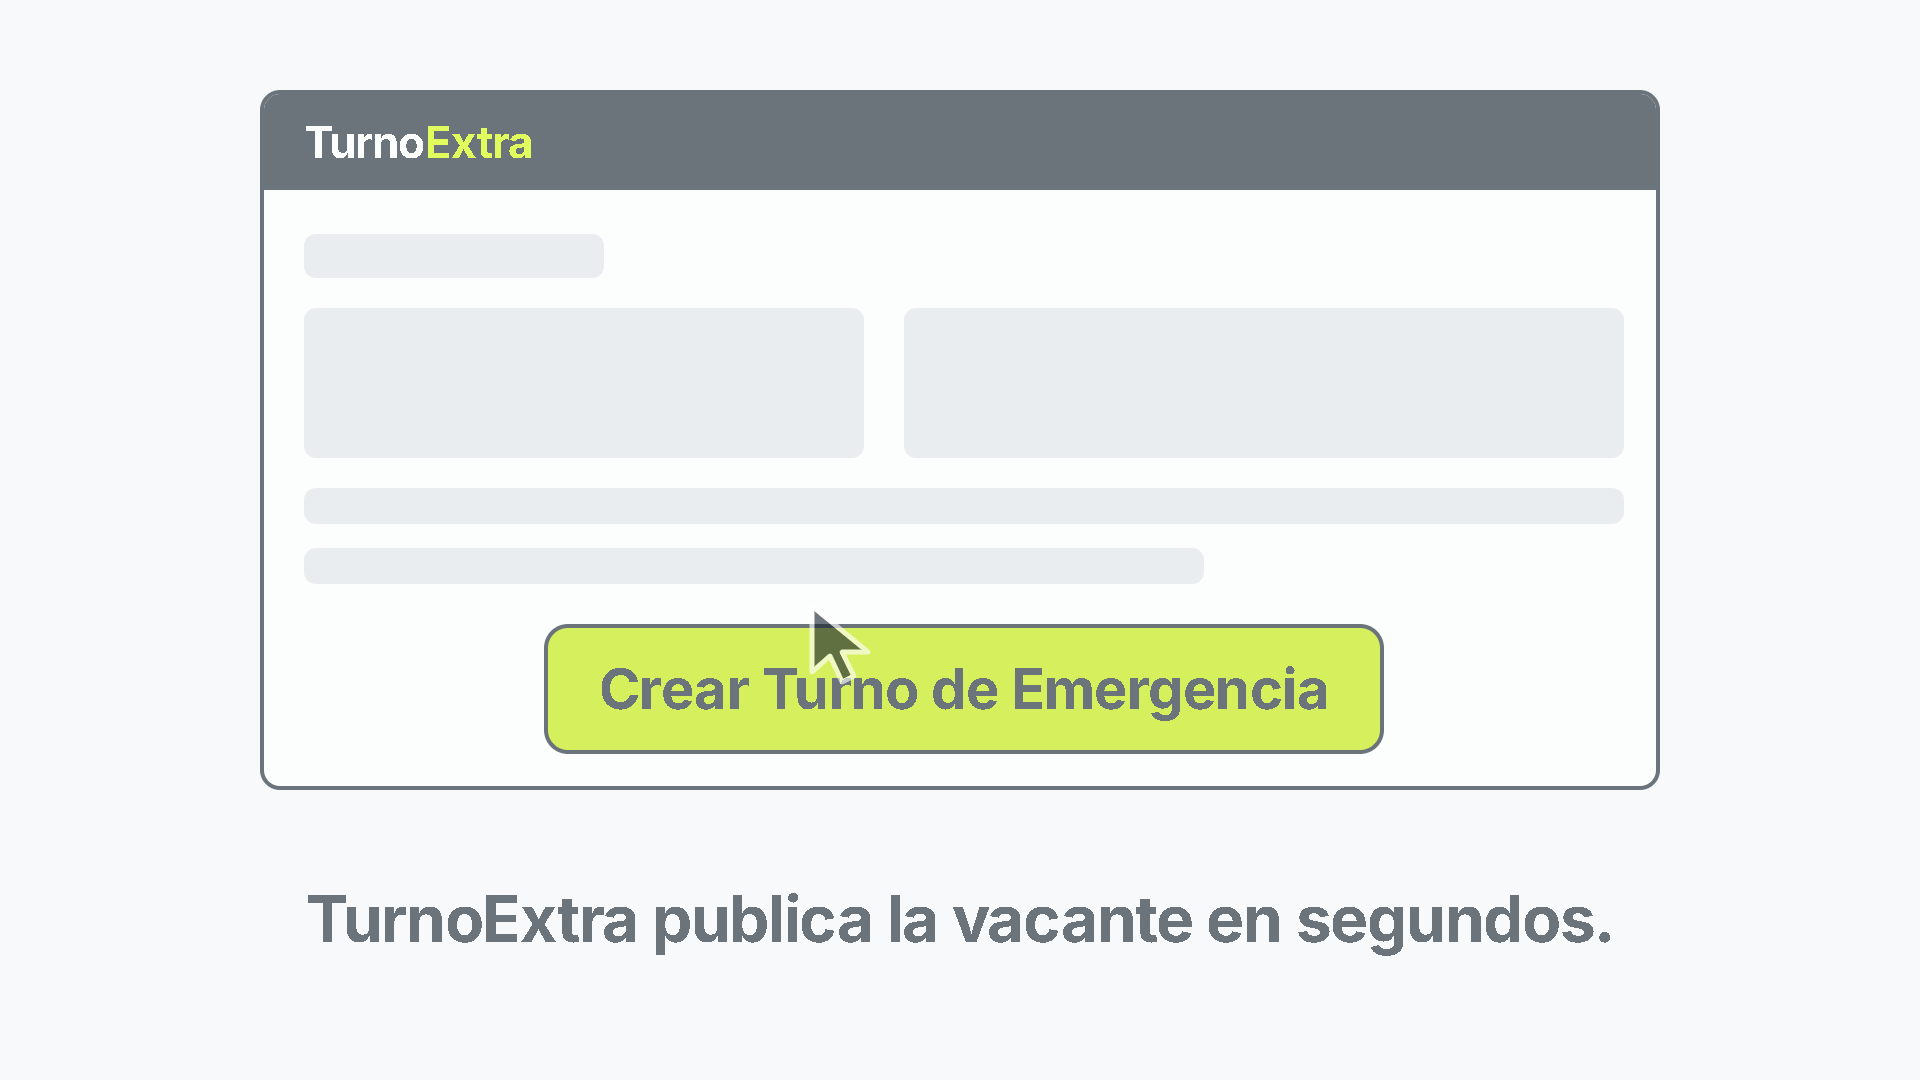 TurnoExtra
Crear Turno de Emergencia
TurnoExtra publica la vacante en segundos.